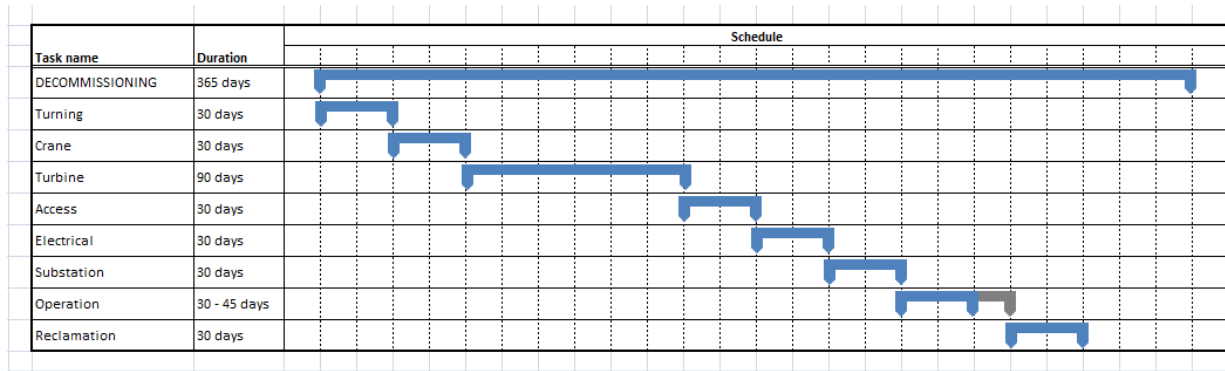 Schedule
Task name Duration
DECOMMISSIONING 365 days
Turning 30 days
Crane 30 days
Turbine 90 days
Access 30 days
Electrical 30 days
Substation 30 days
Operation 30 - 45 days
Reclamation 30 days